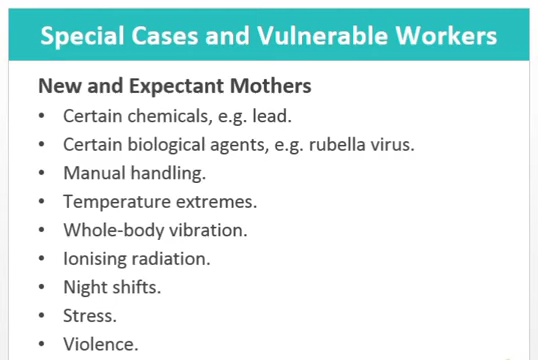 Special Cases and Vulnerable Workers
New and Expectant Mothers
• Certain chemicals, e.g. lead.
• Certain biological agents, e.g. rubella virus.
• Manual handling.
• Temperature extremes.
• Whole-body vibration.
• Ionising radiation.
• Night shifts.
• Stress.
• Violence.